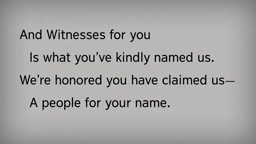 And Witnesses for you
Is what you’ve kindly named us.
We’re honored you have claimed us—
A people for your name.